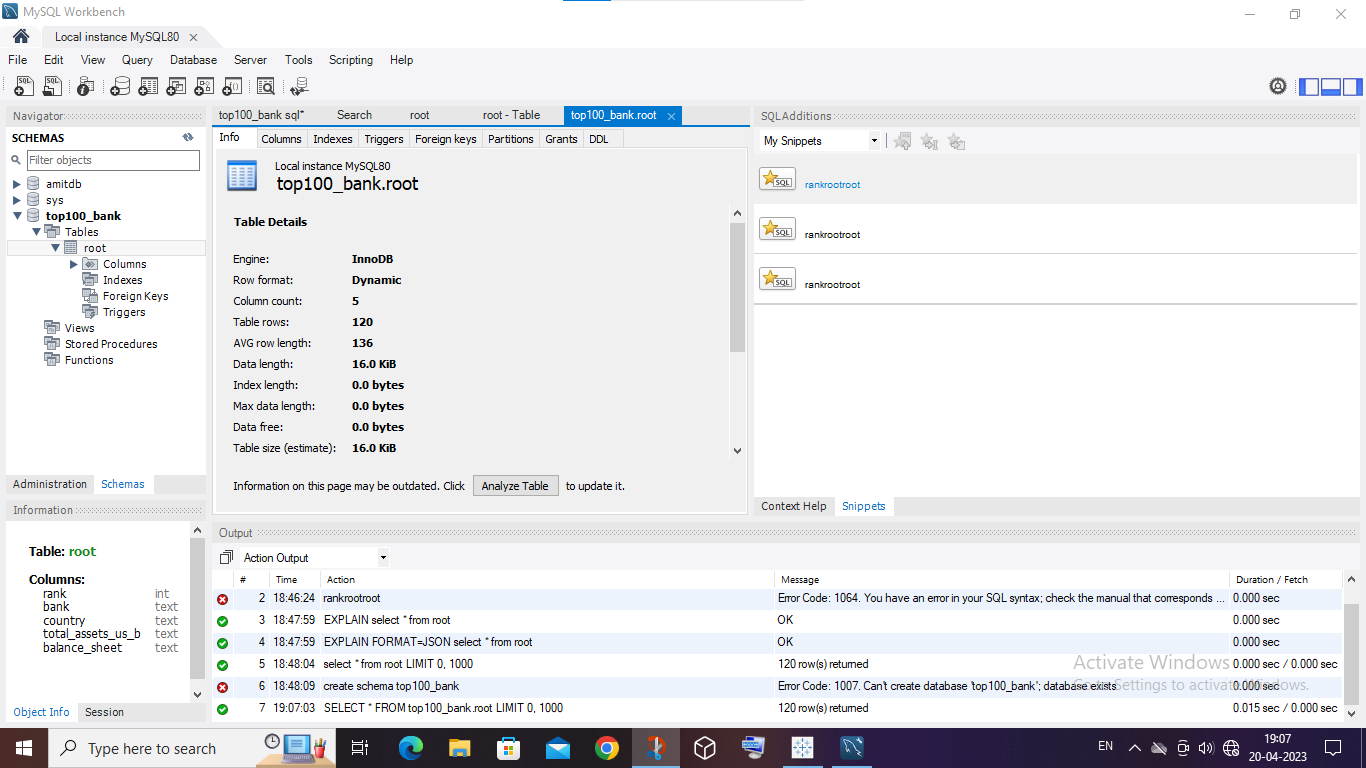 MySQL Workbench
Local instance MySQL80
File Edit View Query Database Server Tools Scripting Help
Navigator
SCHEMAS
Filter objects
amitdb
sys
top100_bank
Tables
root
Columns
Indexes
Foreign Keys
Triggers
Views
Stored Procedures
Functions
Administration Schemas
Information
Table: root
Columns:
rank int
bank text
country text
total_assets_us_b text
balance_sheet text
Object Info Session
top100_bank sql* Search root root - Table top100_bank.root
Info Columns Indexes Triggers Foreign keys Partitions Grants DDL
Local instance MySQL80
top100_bank.root
Table Details
Engine: InnoDB
Row format: Dynamic
Column count: 5
Table rows: 120
AVG row length: 136
Data length: 16.0 KiB
Index length: 0.0 bytes
Max data length: 0.0 bytes
Data free: 0.0 bytes
Table size (estimate): 16.0 KiB
Information on this page may be outdated. Click Analyze Table to update it.
SQLAdditions
My Snippets
SQL rankrootroot
SQL rankrootroot
SQL rankrootroot
Context Help Snippets
Output
Action Output
# Time Action Message Duration / Fetch
2 18:46:24 rankrootroot Error Code: 1064. You have an error in your SQL syntax; check the manual that corresponds ... 0.000 sec
3 18:47:59 EXPLAIN select * from root OK 0.000 sec
4 18:47:59 EXPLAIN FORMAT=JSON select * from root OK 0.000 sec
5 18:48:04 select * from root LIMIT 0, 1000 120 row(s) returned 0.000 sec / 0.000 sec
6 18:48:09 create schema top100_bank Error Code: 1007. Can't create database 'top100_bank'; database exists 0.000 sec
7 19:07:03 SELECT * FROM top100_bank.root LIMIT 0, 1000 120 row(s) returned 0.015 sec / 0.000 sec
Activate Windows
Go to Settings to activate Windows.
Type here to search
EN
19:07
20-04-2023